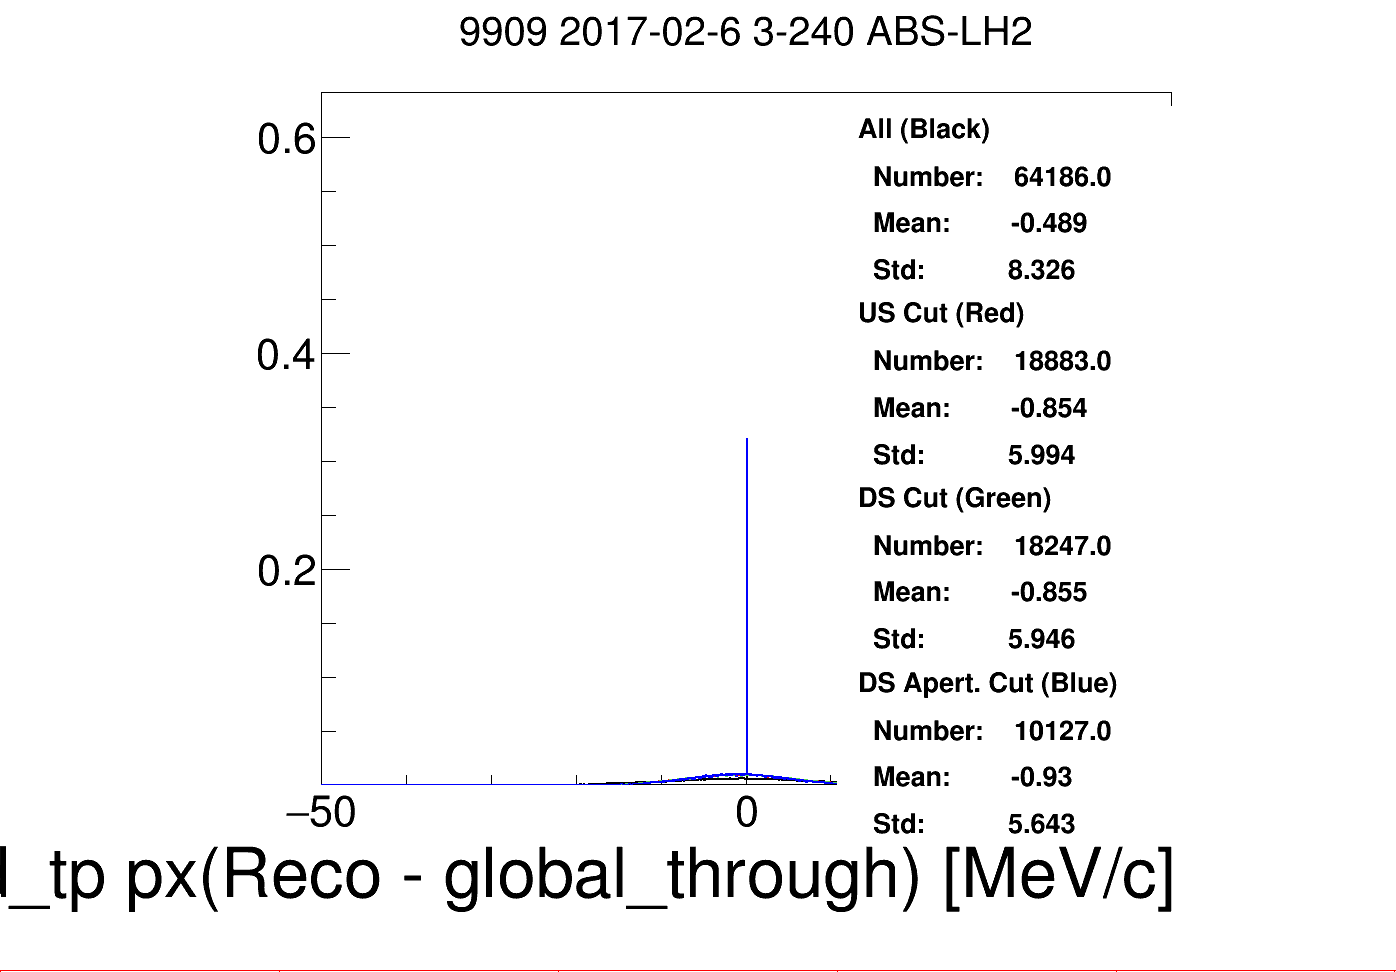 9909 2017-02-6 3-240 ABS-LH2
0.6
0.4
0.2
−50
0
All (Black)
Number: 64186.0
Mean: -0.489
Std: 8.326
US Cut (Red)
Number: 18883.0
Mean: -0.854
Std: 5.994
DS Cut (Green)
Number: 18247.0
Mean: -0.855
Std: 5.946
DS Apert. Cut (Blue)
Number: 10127.0
Mean: -0.93
Std: 5.643
_tp px(Reco - global_through) [MeV/c]